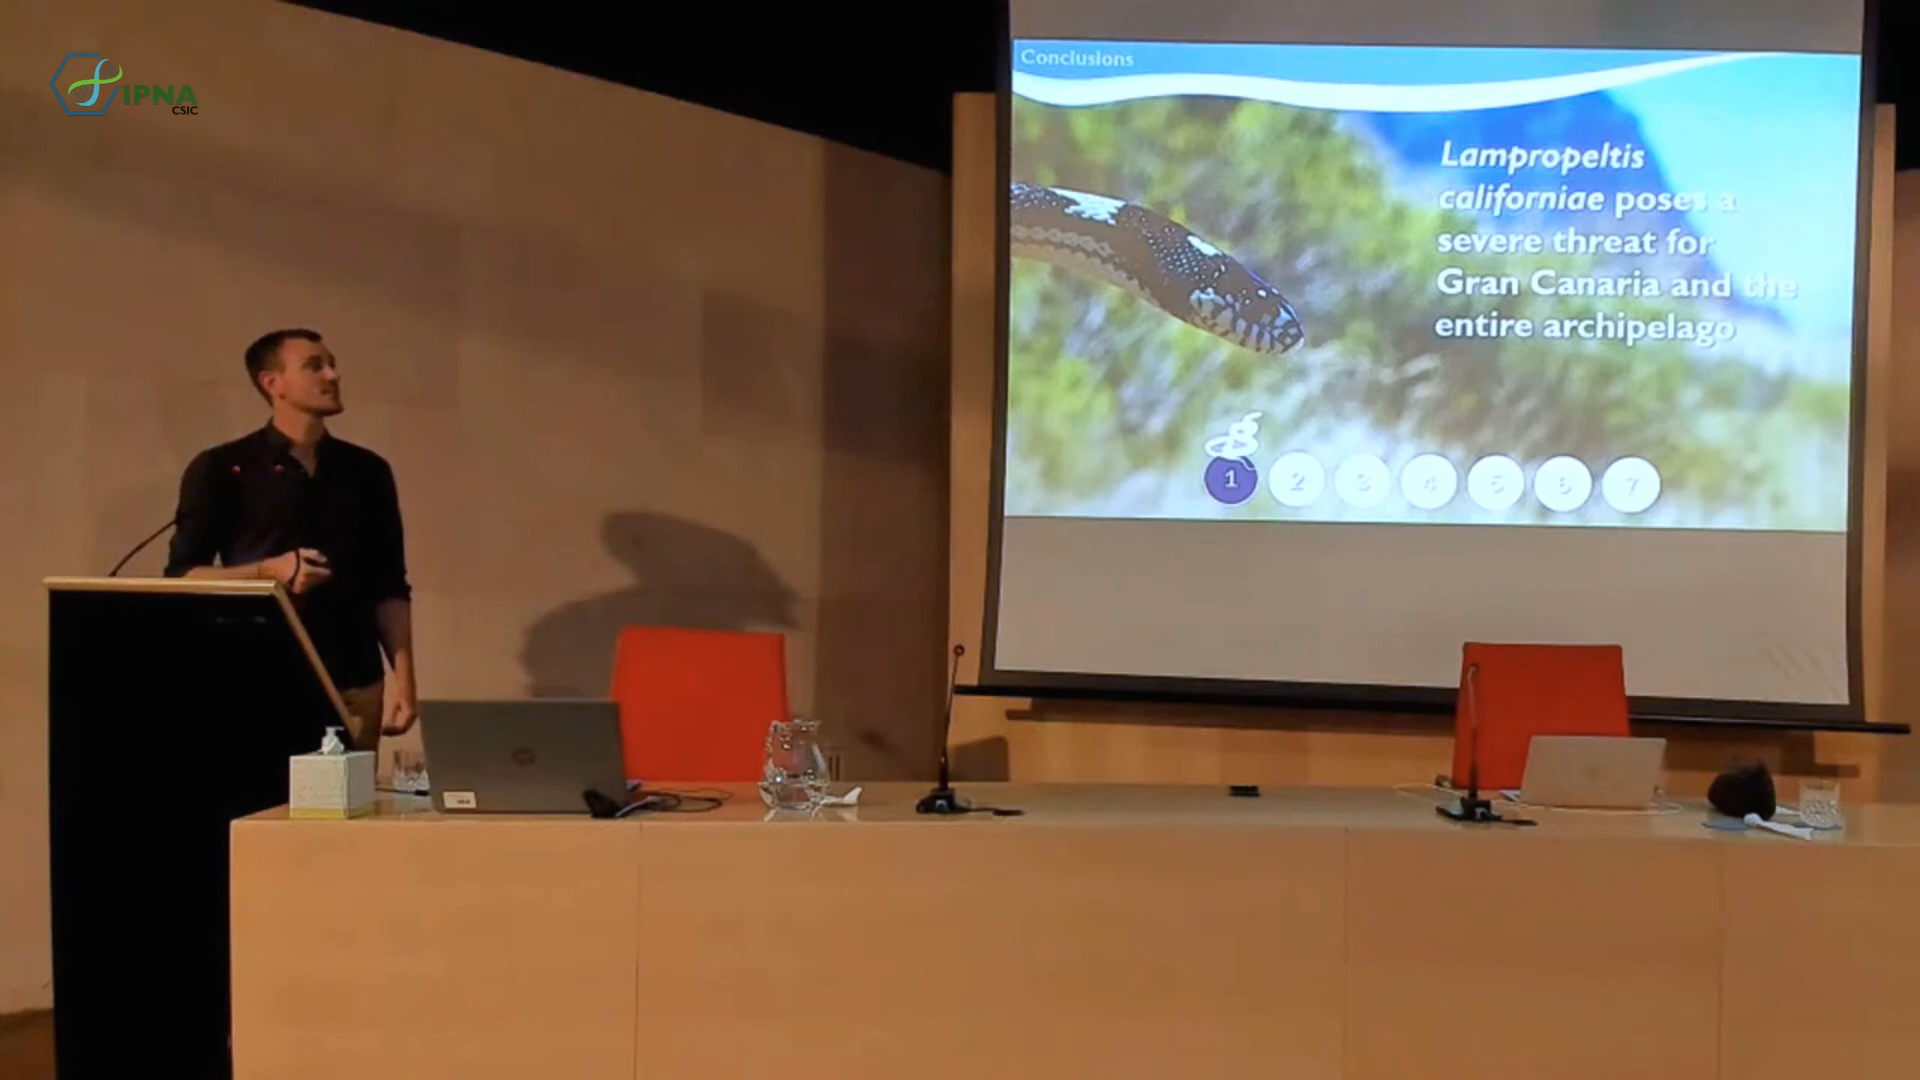 IPNA
CSIC
Conclusions
Lampropeltis
californiae poses a
severe threat for
Gran Canaria and the
entire archipelago
1 2 3 4 5 6 7